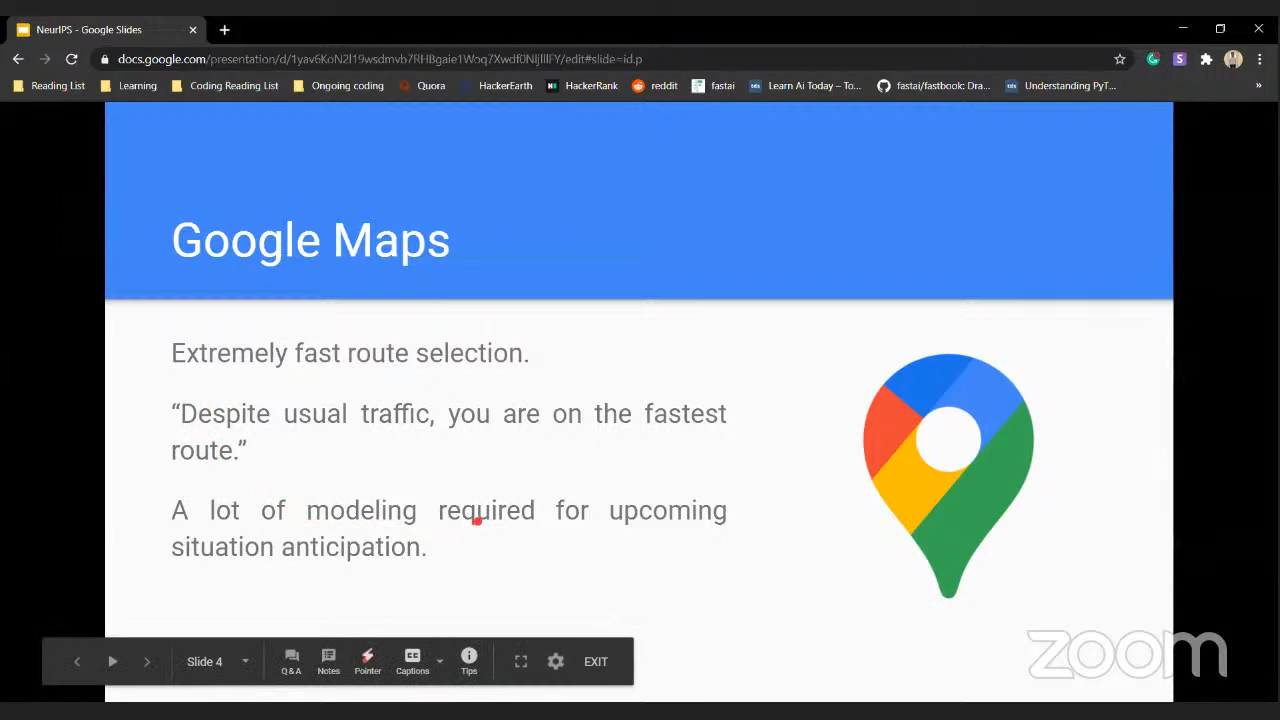 NeurIPS - Google Slides
docs.google.com/presentation/d/1yav6KoN2l19wsdmvb7RHBgaie1Woq7Xwdf0NljlllFY/edit#slide=id.p
Reading List Learning Coding Reading List Ongoing coding Quora HackerEarth HackerRank reddit fastai Learn Ai Today – To... fastai/fastbook: Dra... Understanding PyT... »
Google Maps
Extremely fast route selection.
“Despite usual traffic, you are on the fastest
route.”
A lot of modeling required for upcoming
situation anticipation.
Slide 4 Q & A Notes Pointer Captions Tips EXIT
zoom